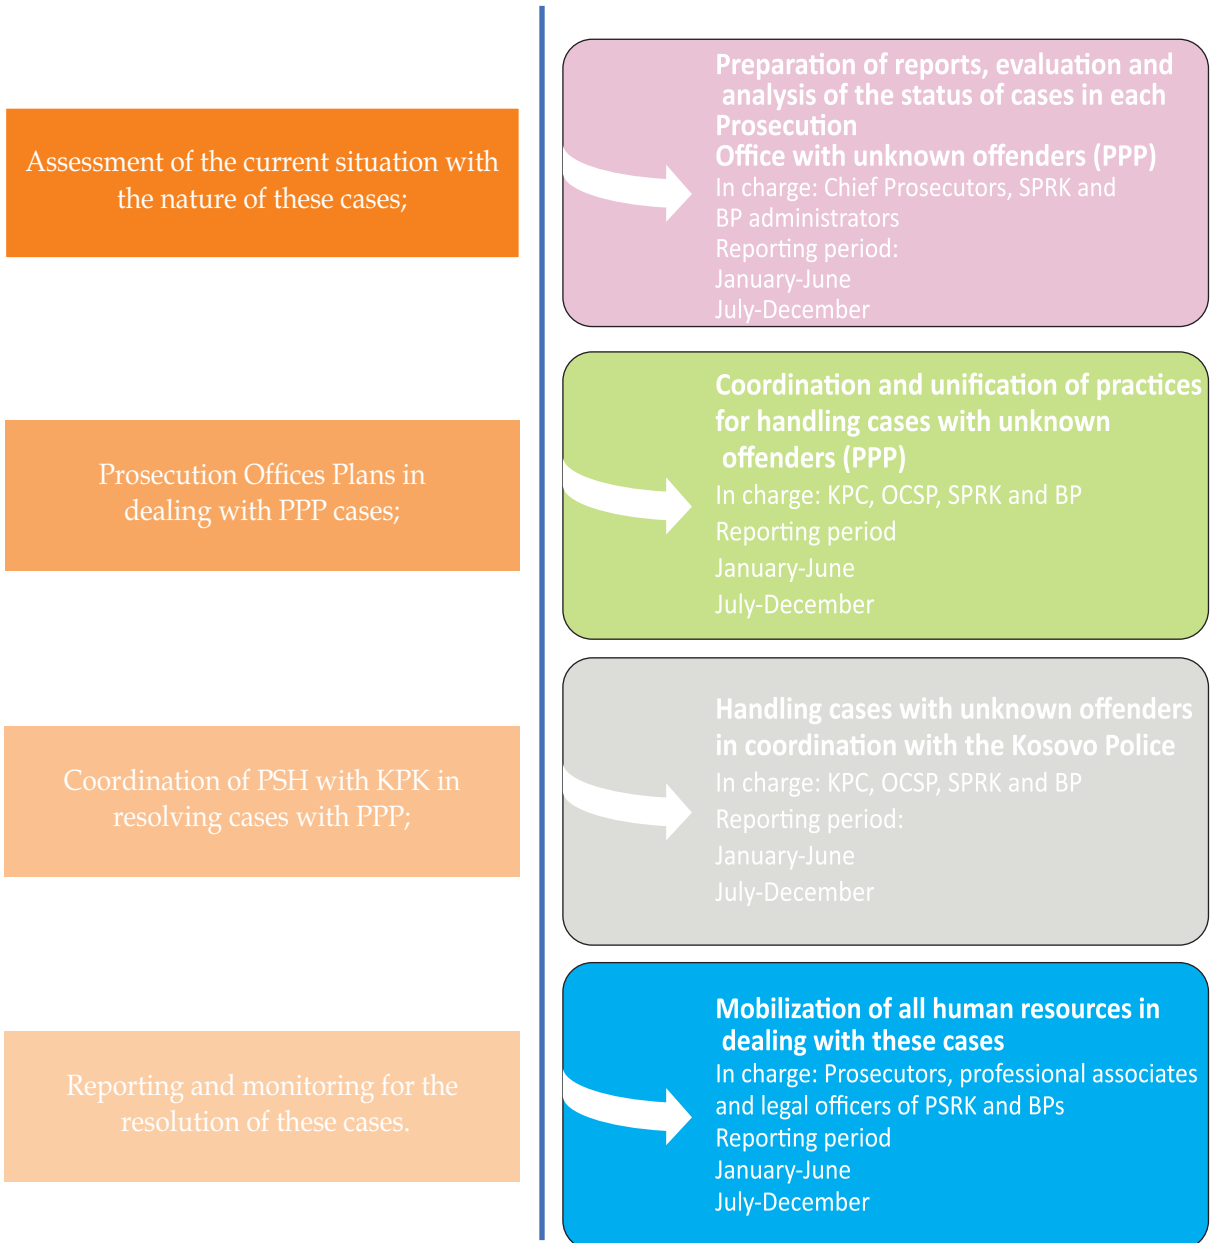 Assessment of the current situation with
the nature of these cases;
Preparation of reports, evaluation and
analysis of the status of cases in each
Prosecution
Office with unknown offenders (PPP)
In charge: Chief Prosecutors, SPRK and
BP administrators
Reporting period:
January-June
July-December
Prosecution Offices Plans in
dealing with PPP cases;
Coordination and unification of practices
for handling cases with unknown
offenders (PPP)
In charge: KPC, OCSP, SPRK and BP
Reporting period
January-June
July-December
Coordination of PSH with KPK in
resolving cases with PPP;
Handling cases with unknown offenders
in coordination with the Kosovo Police
In charge: KPC, OCSP, SPRK and BP
Reporting period:
January-June
July-December
Reporting and monitoring for the
resolution of these cases.
Mobilization of all human resources in
dealing with these cases
In charge: Prosecutors, professional associates
and legal officers of PSRK and BPs
Reporting period
January-June
July-December